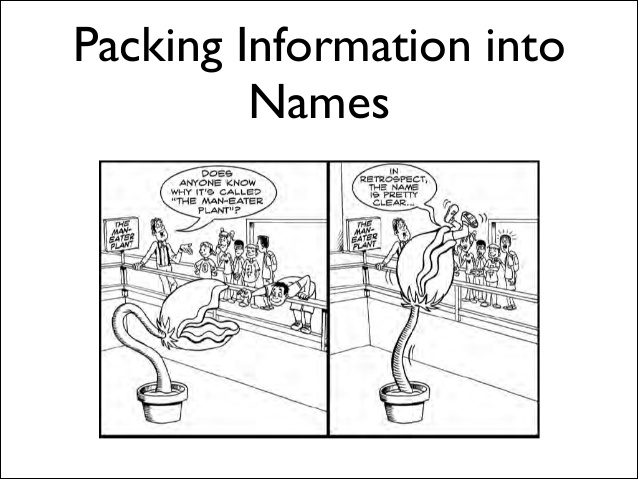 Packing Information into
Names
DOES
ANYONE KNOW
WHY IT'S CALLED
"THE MAN-EATER
PLANT"?
THE
MAN-
EATER
PLANT
IN
RETROSPECT,
THE NAME
IS PRETTY
CLEAR...
THE
MAN-
EATER
PLANT